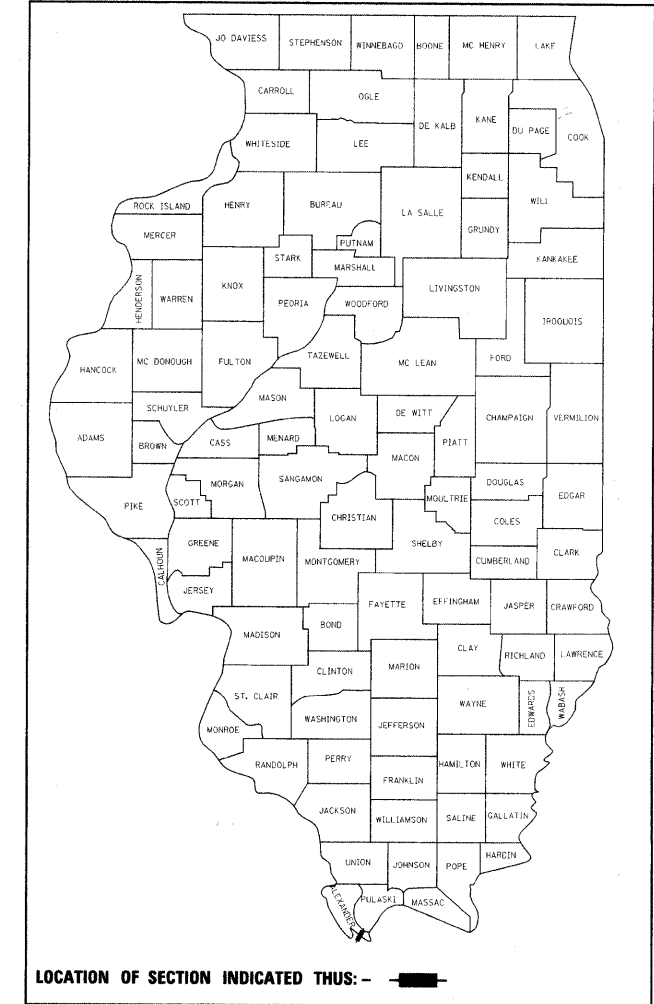 JO DAVIESS
STEPHENSON
WINNEBAGO
BOONE
MC HENRY
LAKE
CARROLL
OGLE
DE KALB
KANE
DU PAGE
COOK
WHITESIDE
LEE
KENDALL
WILL
ROCK ISLAND
HENRY
BUREAU
LA SALLE
GRUNDY
MERCER
PUTNAM
STARK
MARSHALL
KANKAKEE
HENDERSON
WARREN
KNOX
PEORIA
WOODFORD
LIVINGSTON
IROQUOIS
HANCOCK
MC DONOUGH
FULTON
TAZEWELL
MC LEAN
FORD
MASON
SCHUYLER
LOGAN
DE WITT
CHAMPAIGN
VERMILION
ADAMS
BROWN
CASS
MENARD
MACON
PIATT
MORGAN
SANGAMON
DOUGLAS
MOULTRIE
EDGAR
PIKE
SCOTT
CHRISTIAN
COLES
GREENE
MACOUPIN
MONTGOMERY
SHELBY
CUMBERLAND
CLARK
CALHOUN
JERSEY
FAYETTE
EFFINGHAM
JASPER
CRAWFORD
MADISON
BOND
CLAY
RICHLAND
LAWRENCE
CLINTON
MARION
ST. CLAIR
WAYNE
EDWARDS
WABASH
WASHINGTON
JEFFERSON
MONROE
RANDOLPH
PERRY
HAMILTON
WHITE
FRANKLIN
JACKSON
WILLIAMSON
SALINE
GALLATIN
UNION
JOHNSON
POPE
HARDIN
ALEXANDER
PULASKI
MASSAC
LOCATION OF SECTION INDICATED THUS: -